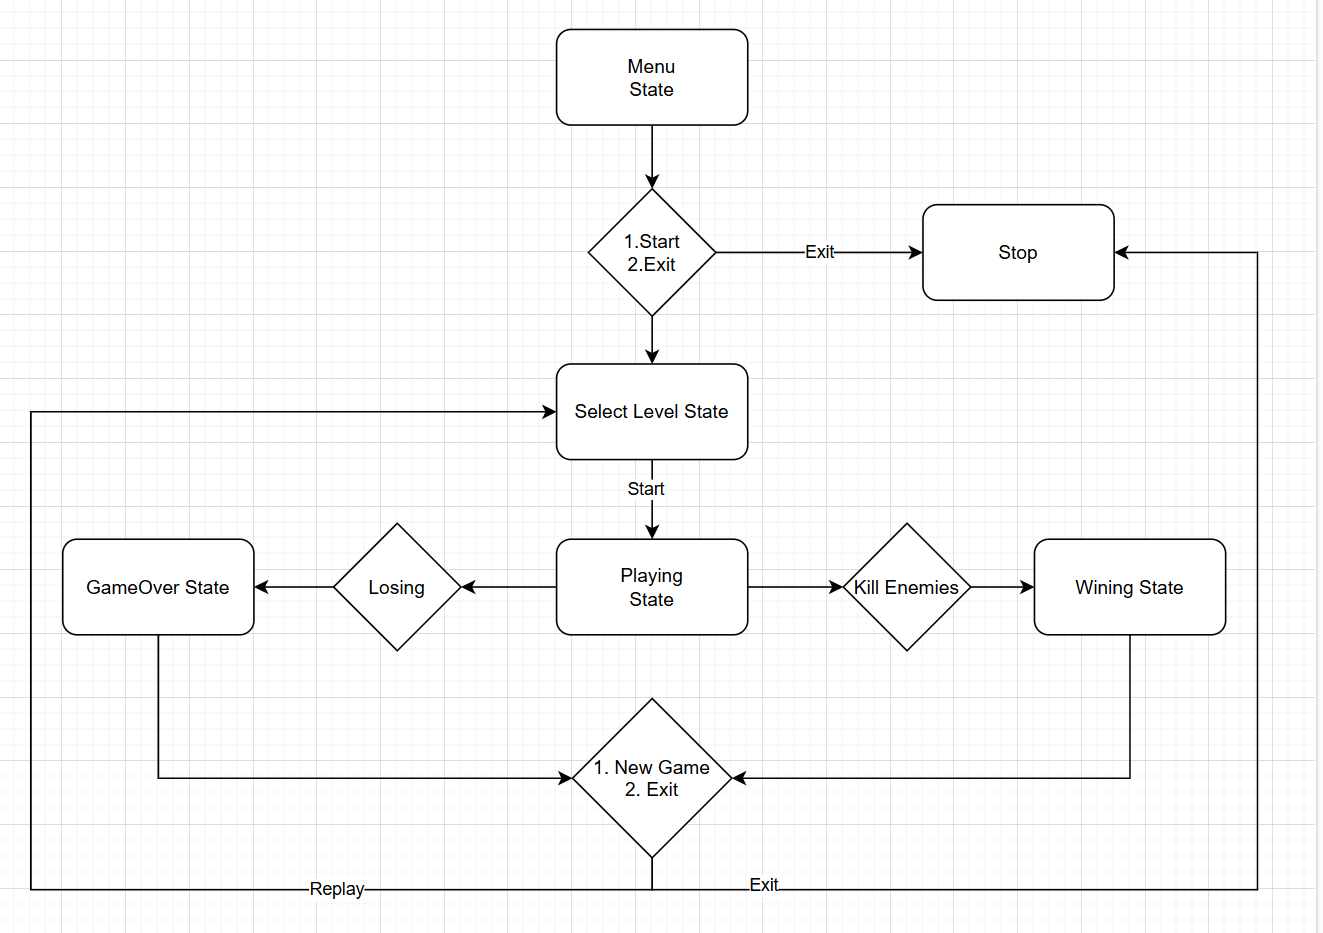 Menu
State
1.Start
2.Exit
Exit
Stop
Select Level State
Start
GameOver State
Losing
Playing
State
Kill Enemies
Wining State
1. New Game
2. Exit
Replay
Exit